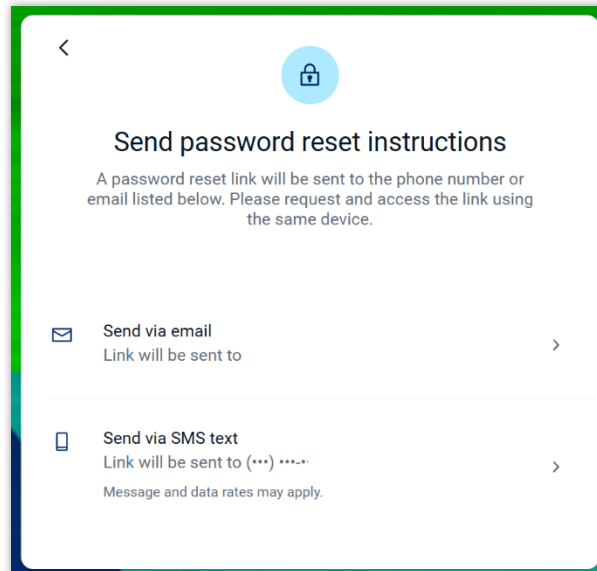 Send password reset instructions
A password reset link will be sent to the phone number or
email listed below. Please request and access the link using
the same device.
Send via email
Link will be sent to
Send via SMS text
Link will be sent to (•••) •••-•
Message and data rates may apply.